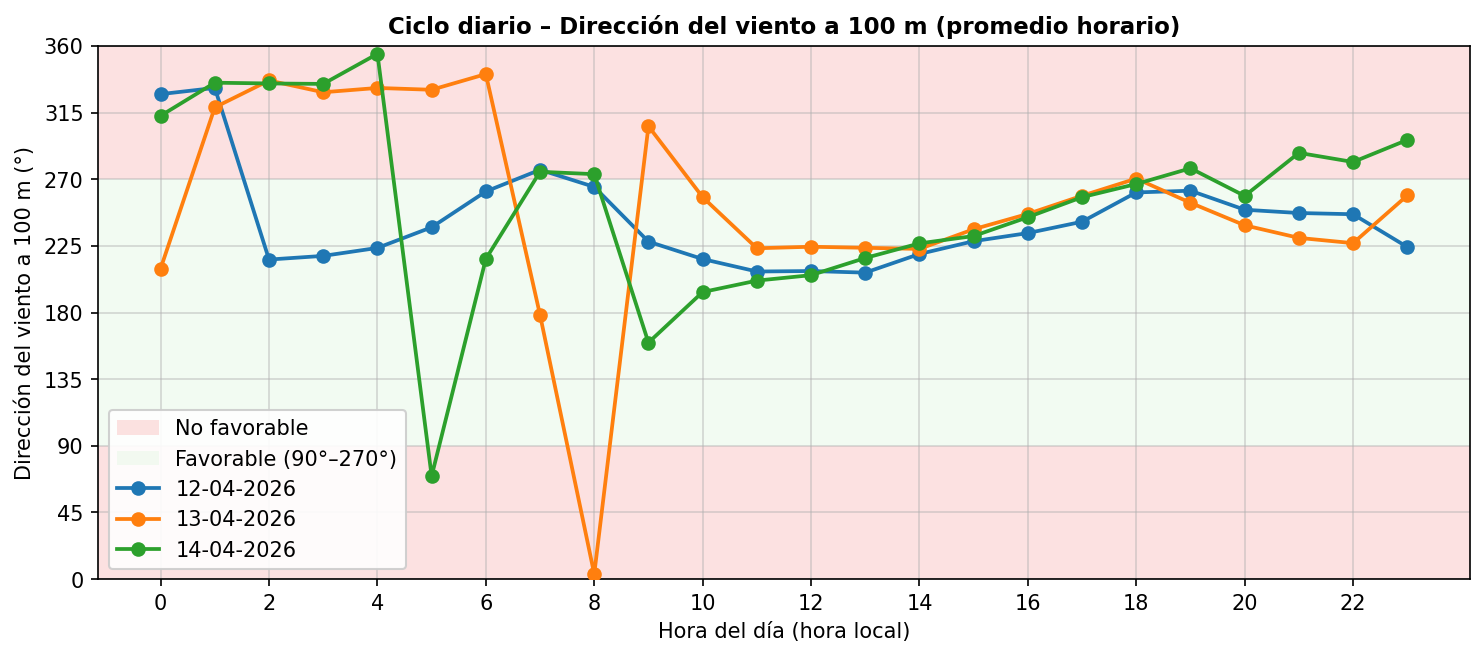 Ciclo diario – Dirección del viento a 100 m (promedio horario)
Dirección del viento a 100 m (°)
360
315
270
225
180
135
90
45
0
No favorable
Favorable (90°–270°)
12-04-2026
13-04-2026
14-04-2026
0 2 4 6 8 10 12 14 16 18 20 22
Hora del día (hora local)